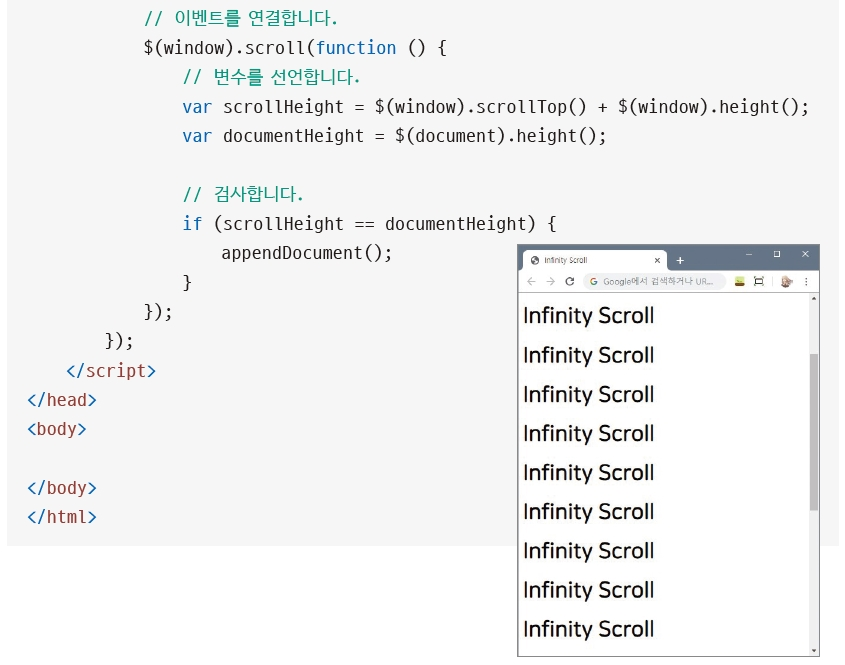 // 이벤트를 연결합니다.
$(window).scroll(function () {
// 변수를 선언합니다.
var scrollHeight = $(window).scrollTop() + $(window).height();
var documentHeight = $(document).height();
// 검사합니다.
if (scrollHeight == documentHeight) {
appendDocument();
}
});
});
</script>
</head>
<body>
</body>
</html>
Infinity Scroll
Google에서 검색하거나 UR...
Infinity Scroll
Infinity Scroll
Infinity Scroll
Infinity Scroll
Infinity Scroll
Infinity Scroll
Infinity Scroll
Infinity Scroll
Infinity Scroll